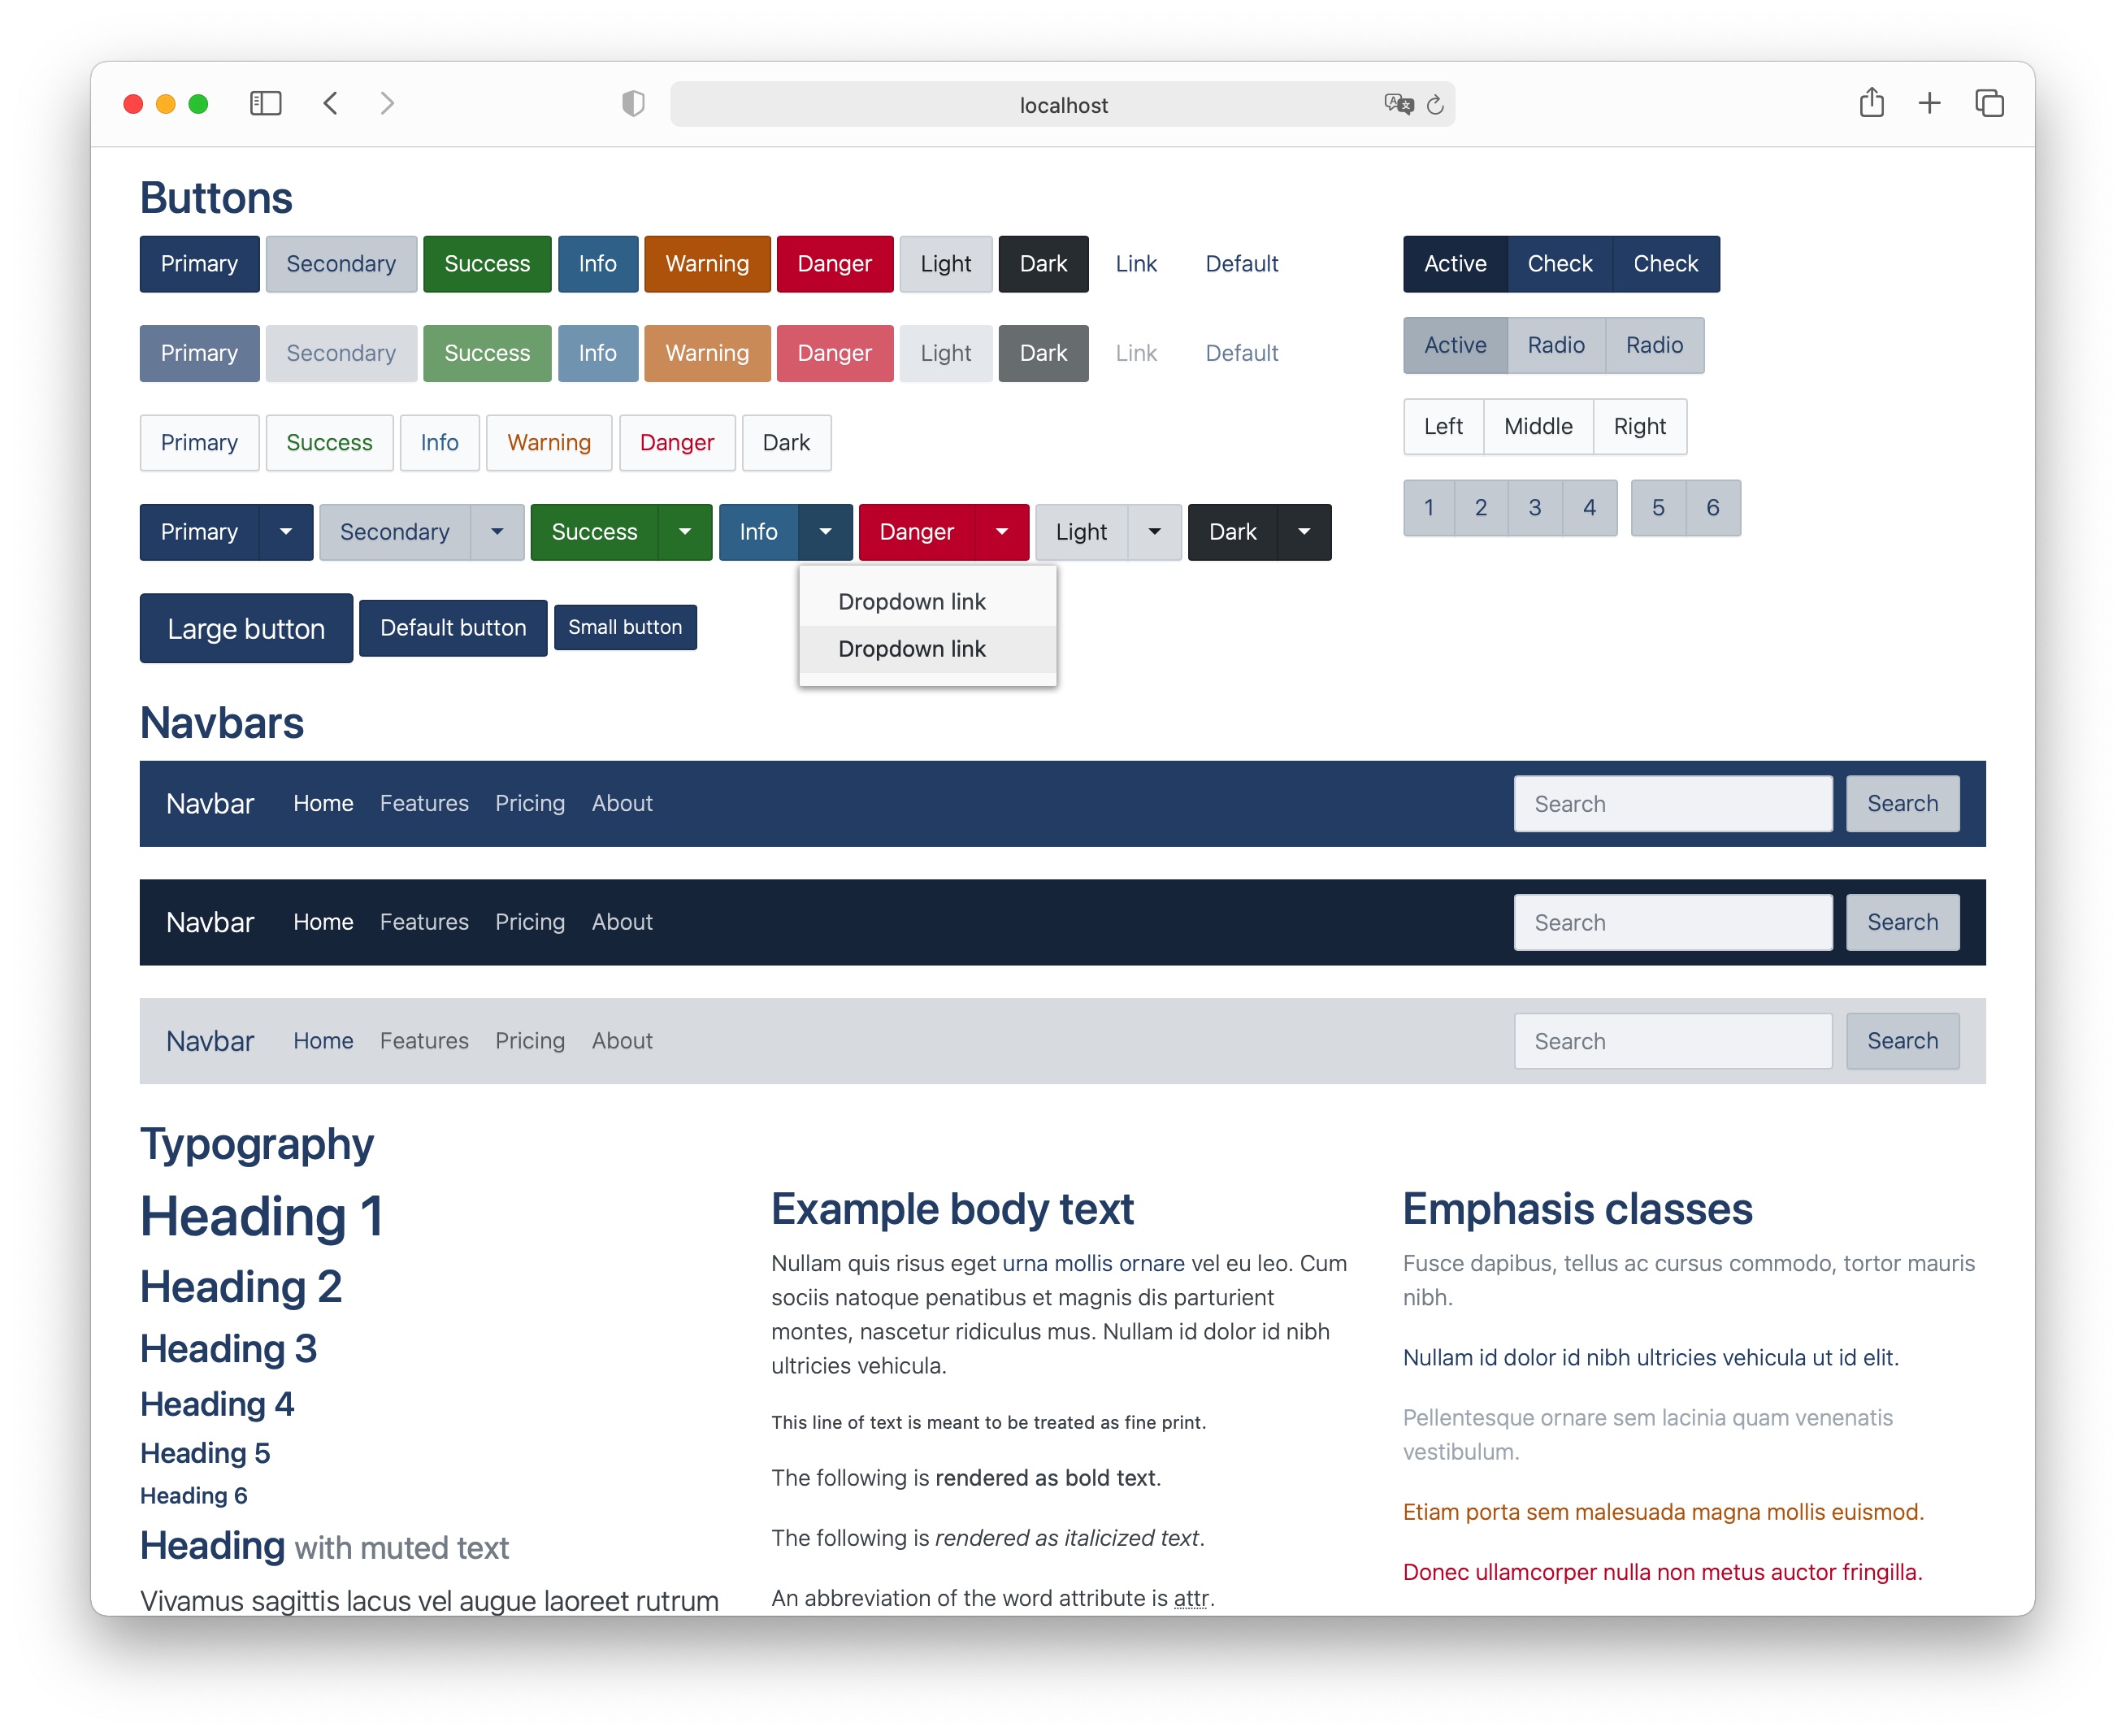 localhost
Buttons
Primary Secondary Success Info Warning Danger Light Dark Link Default
Active Check Check
Primary Secondary Success Info Warning Danger Light Dark Link Default
Active Radio Radio
Primary Success Info Warning Danger Dark
Left Middle Right
Primary Secondary Success Info Danger Light Dark
1 2 3 4 5 6
Dropdown link
Dropdown link
Large button Default button Small button
Navbars
Navbar Home Features Pricing About Search Search
Navbar Home Features Pricing About Search Search
Navbar Home Features Pricing About Search Search
Typography
Heading 1
Heading 2
Heading 3
Heading 4
Heading 5
Heading 6
Heading with muted text
Vivamus sagittis lacus vel augue laoreet rutrum
Example body text
Nullam quis risus eget urna mollis ornare vel eu leo. Cum
sociis natoque penatibus et magnis dis parturient
montes, nascetur ridiculus mus. Nullam id dolor id nibh
ultricies vehicula.
This line of text is meant to be treated as fine print.
The following is rendered as bold text.
The following is rendered as italicized text.
An abbreviation of the word attribute is attr.
Emphasis classes
Fusce dapibus, tellus ac cursus commodo, tortor mauris
nibh.
Nullam id dolor id nibh ultricies vehicula ut id elit.
Pellentesque ornare sem lacinia quam venenatis
vestibulum.
Etiam porta sem malesuada magna mollis euismod.
Donec ullamcorper nulla non metus auctor fringilla.